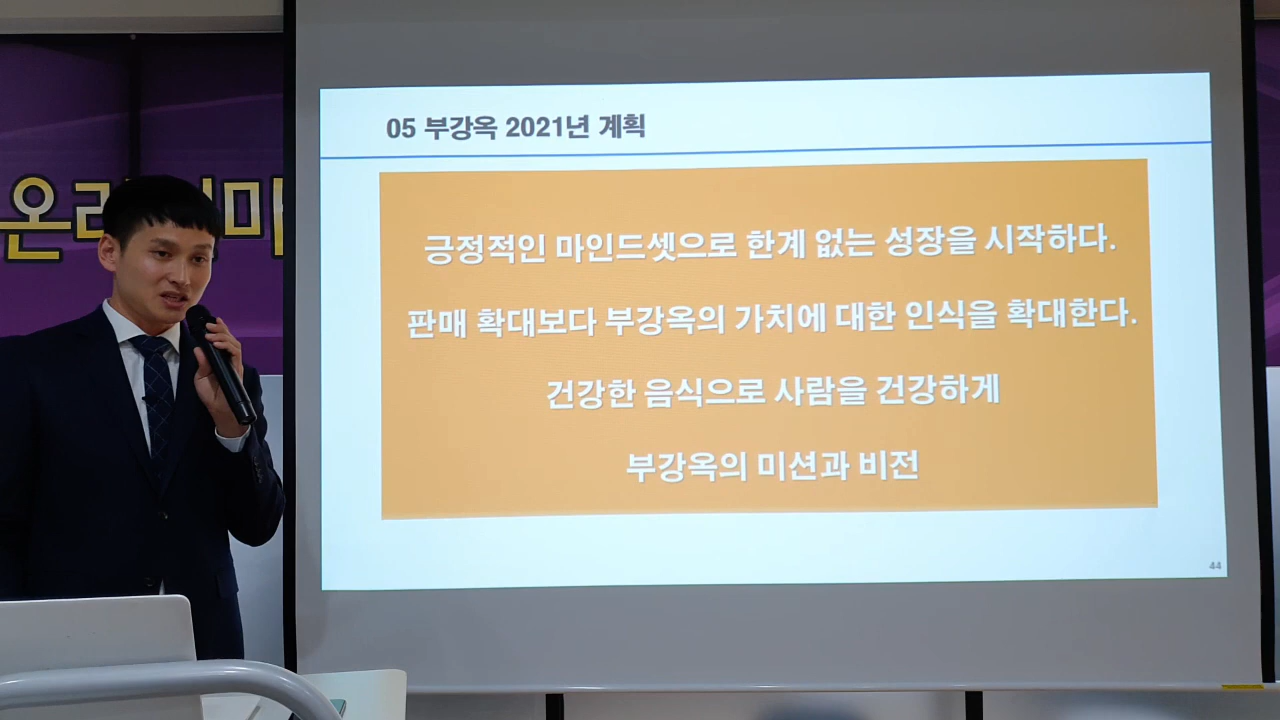 05 부강옥 2021년 계획
긍정적인 마인드셋으로 한계 없는 성장을 시작하다.
판매 확대보다 부강옥의 가치에 대한 인식을 확대한다.
건강한 음식으로 사람을 건강하게
부강옥의 미션과 비전
44
온라 마